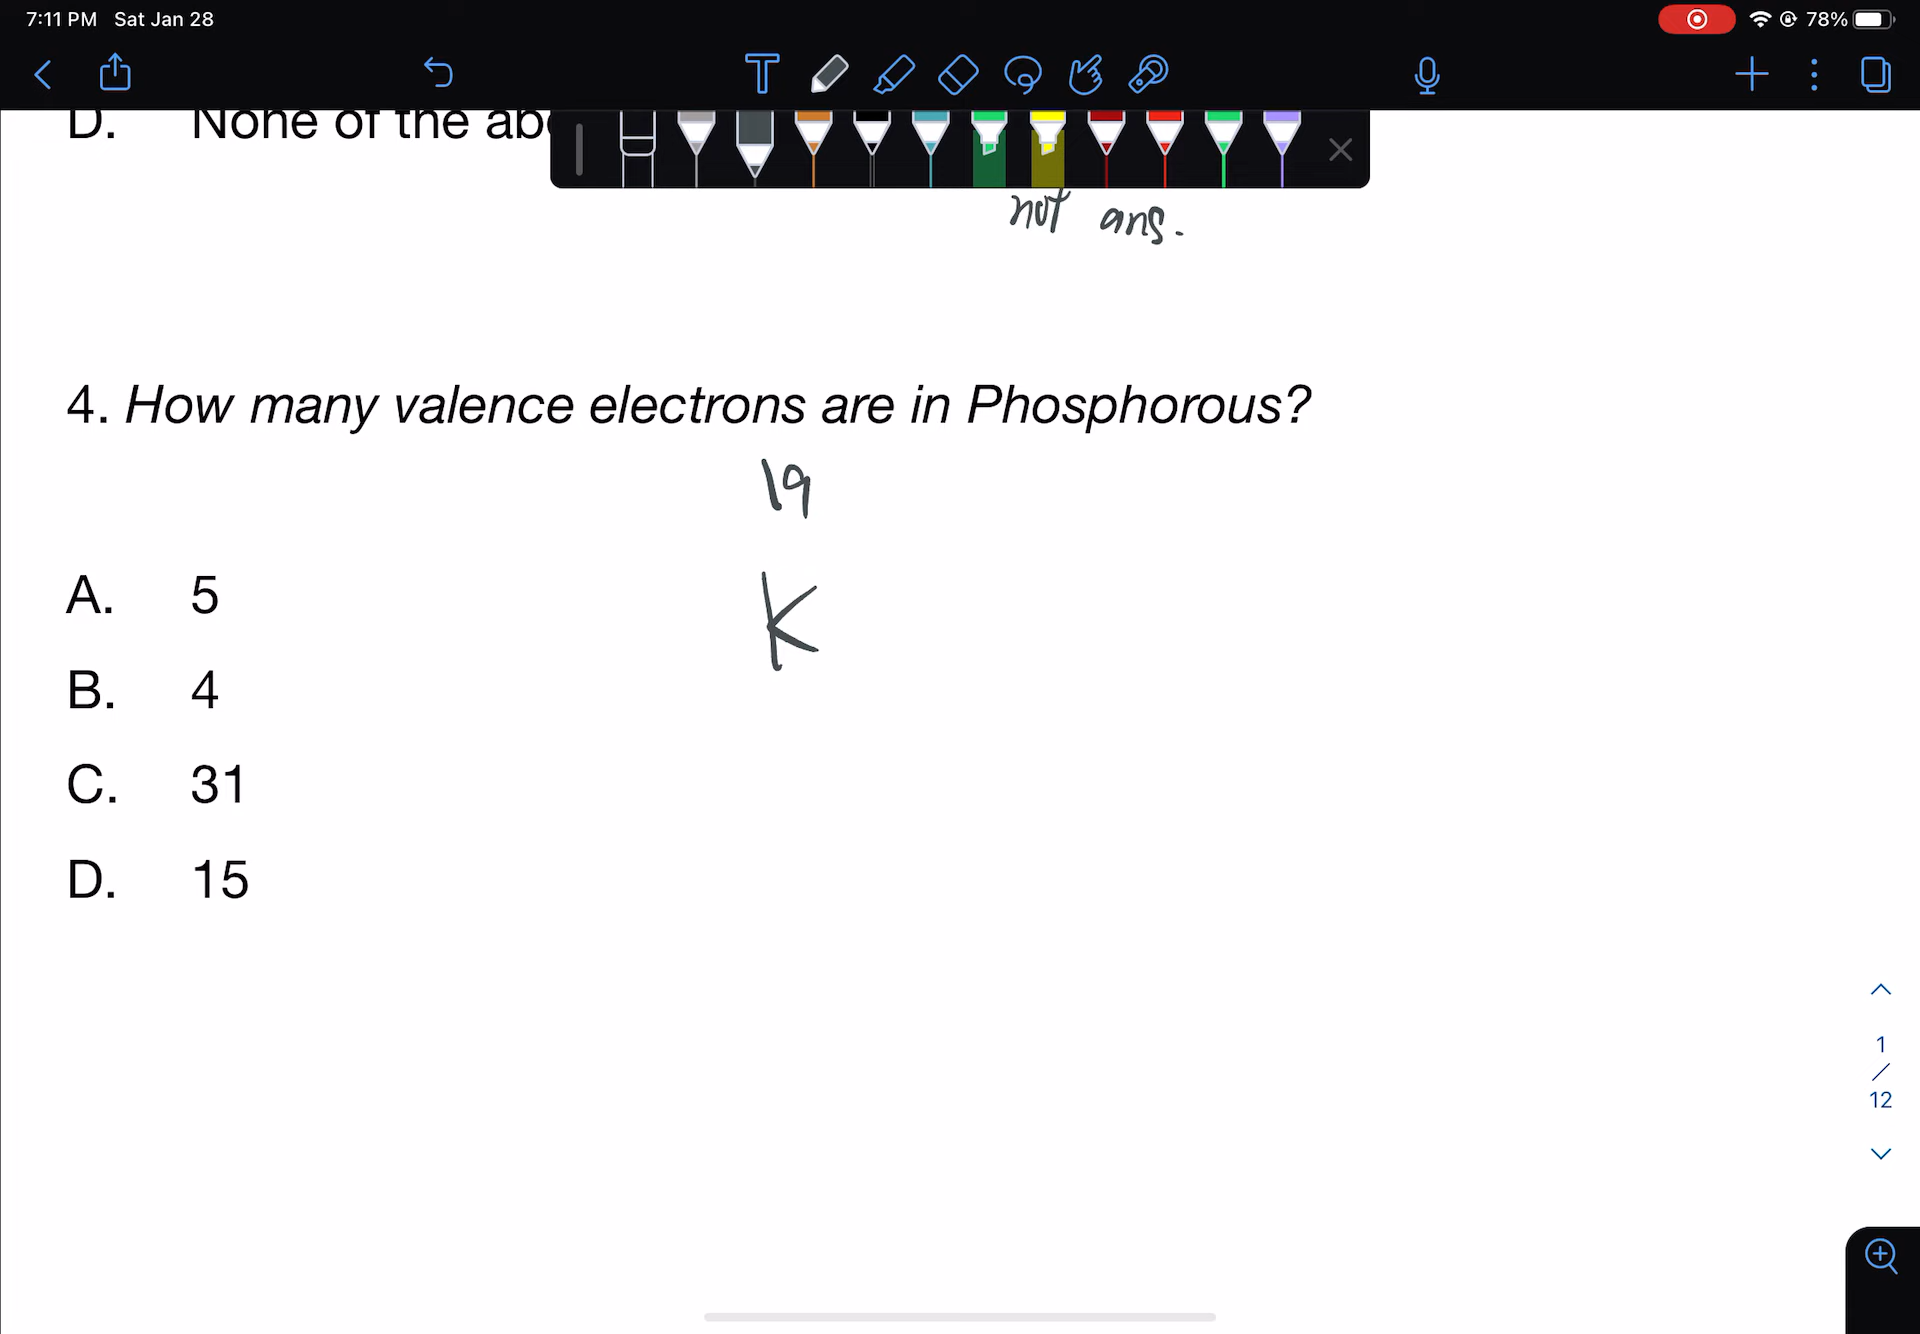 7:11 PM Sat Jan 28
78%
T
D. None of the abo
not ans.
4. How many valence electrons are in Phosphorous?
19
A. 5
K
B. 4
C. 31
D. 15
1
/
12